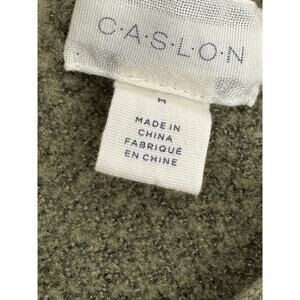 C·A·S·L·O·N
M
MADE IN
CHINA
FABRIQUÉ
EN CHINE